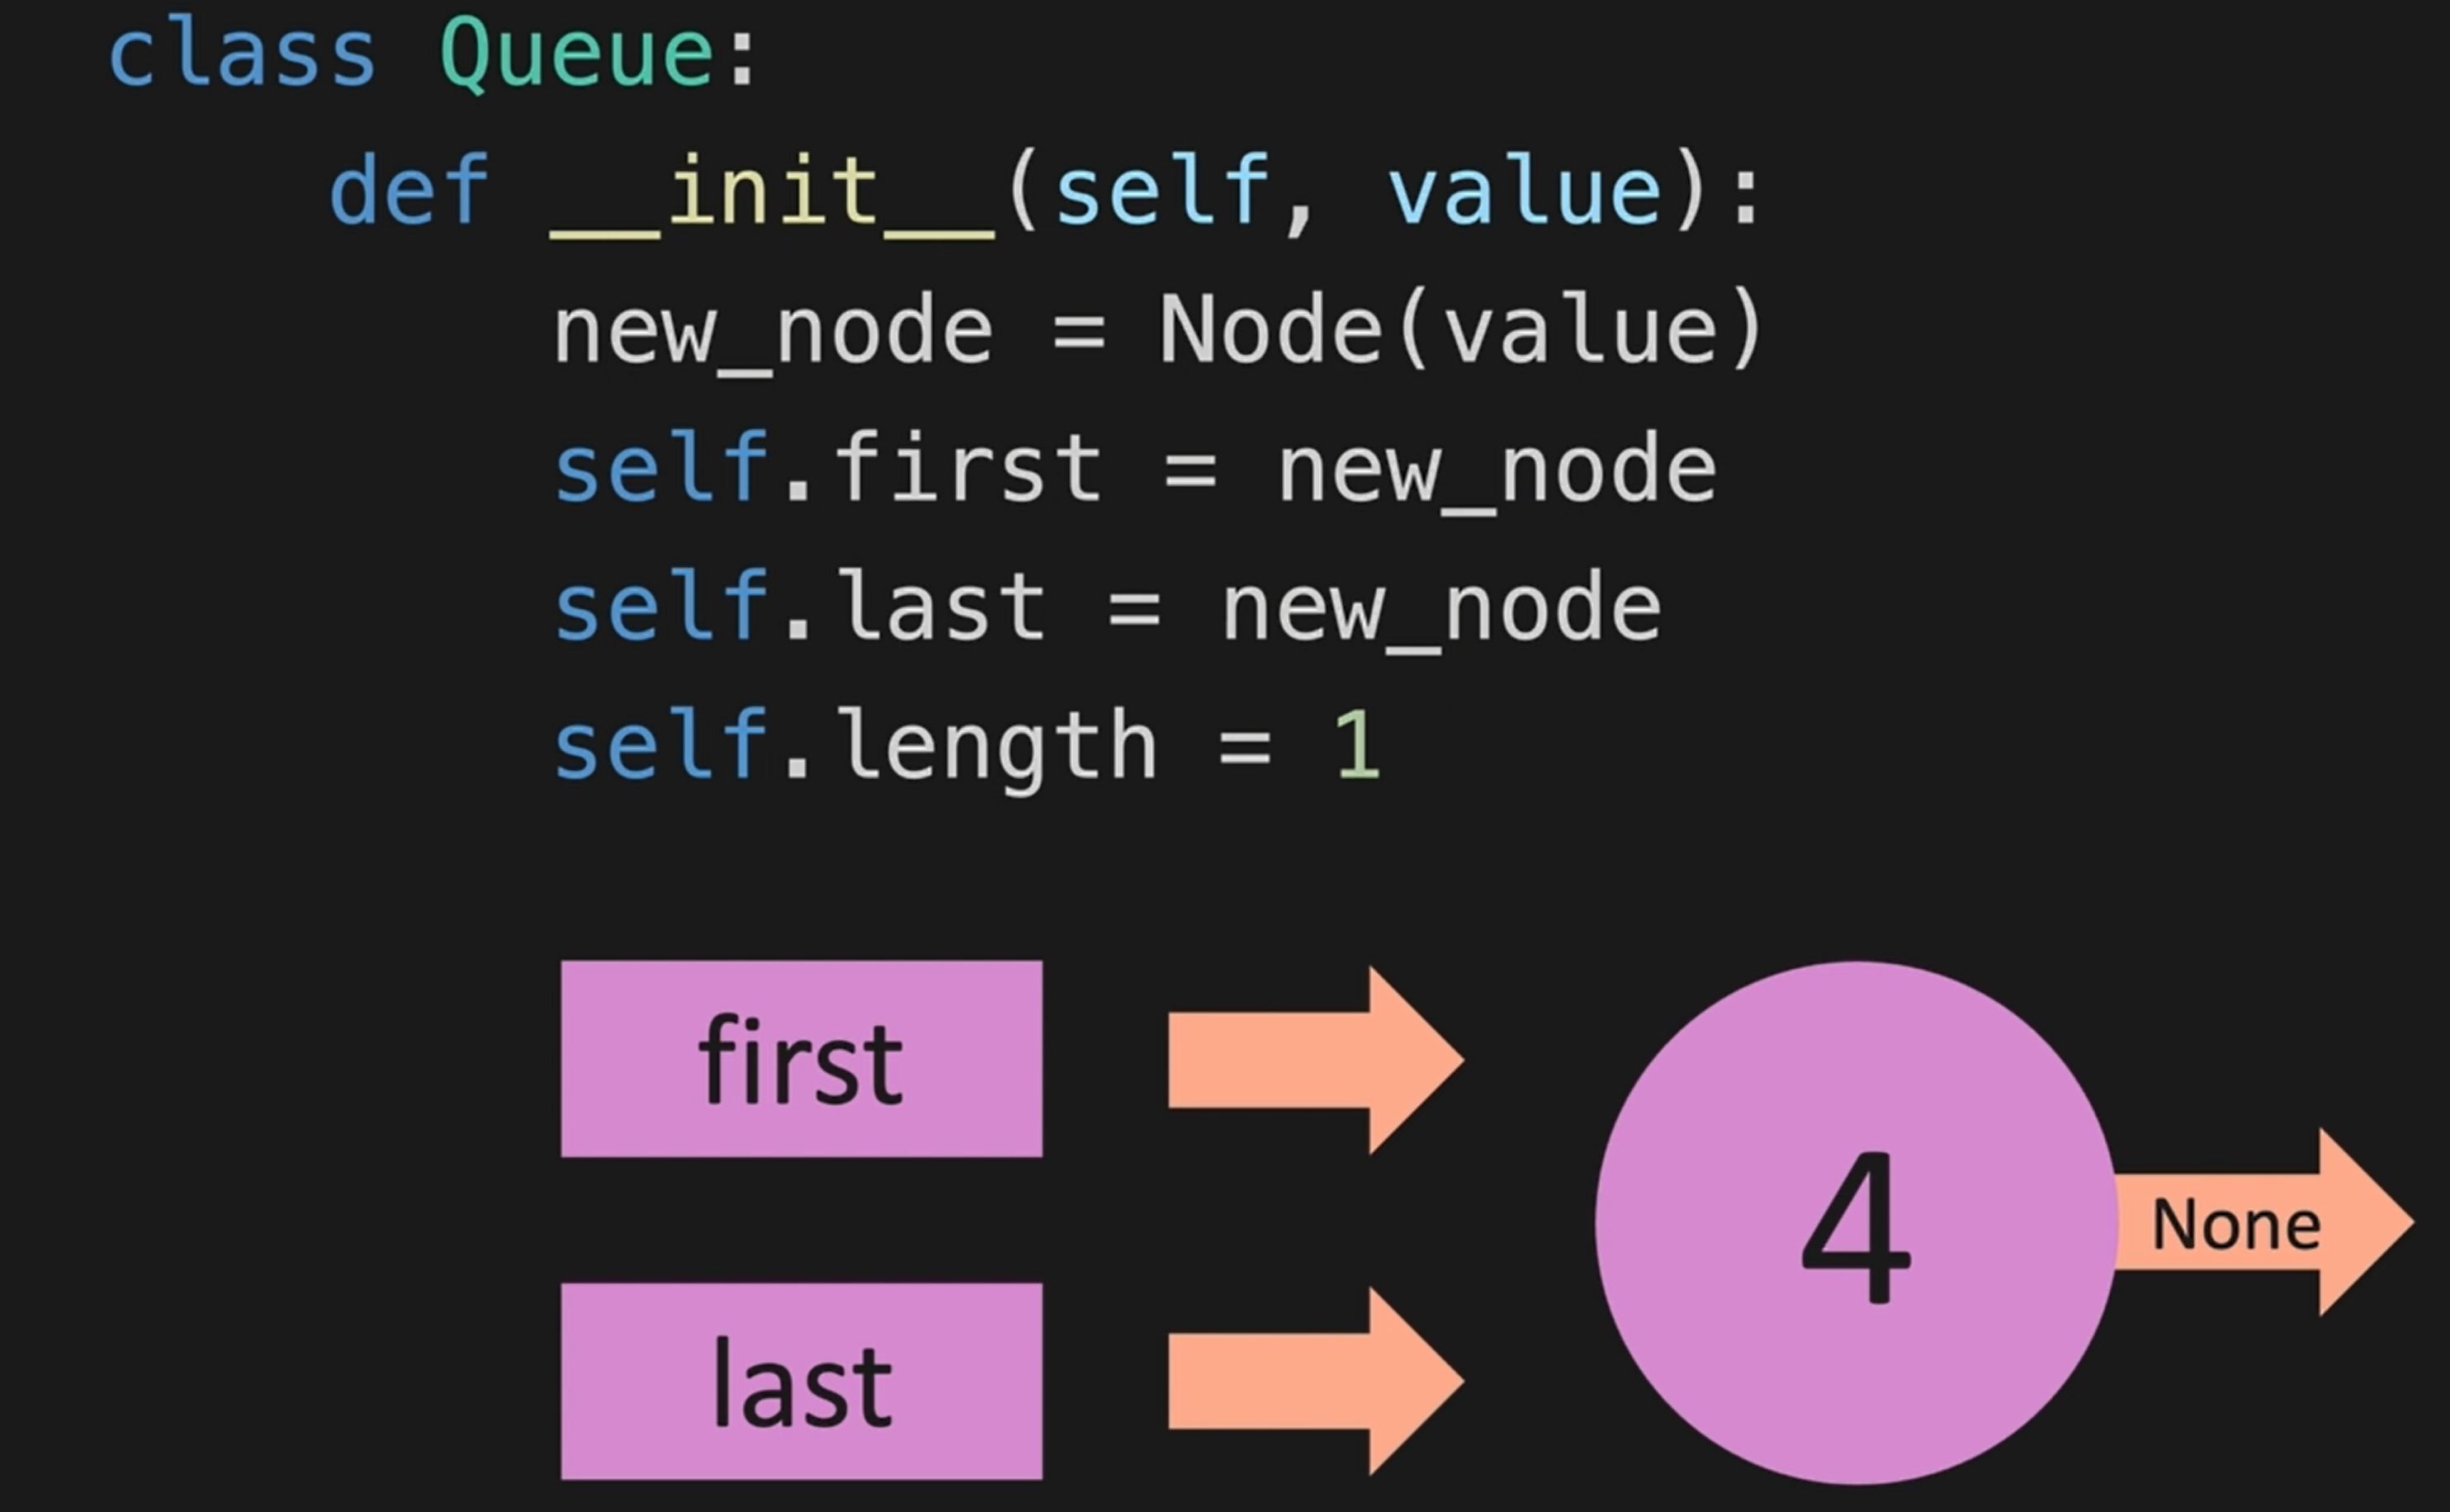 class Queue:
    def __init__(self, value):
        new_node = Node(value)
        self.first = new_node
        self.last = new_node
        self.length = 1
first
4
None
last